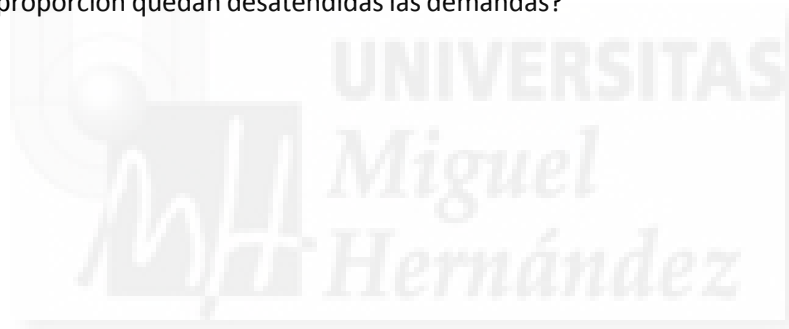 proporción quedan desatendidas las demandas?
UNIVERSITAS
Miguel
Hernández